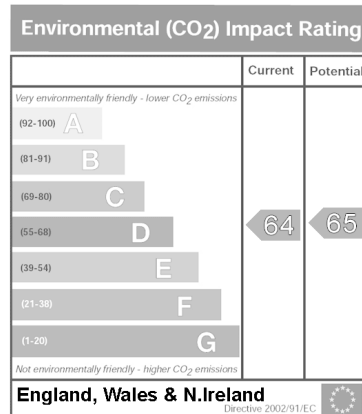 Environmental (CO2) Impact Rating
Current Potential
Very environmentally friendly - lower CO2 emissions
(92-100) A
(81-91) B
(69-80) C
(55-68) D
64 65
(39-54) E
(21-38) F
(1-20) G
Not environmentally friendly - higher CO2 emissions
England, Wales & N.Ireland
Directive 2002/91/EC